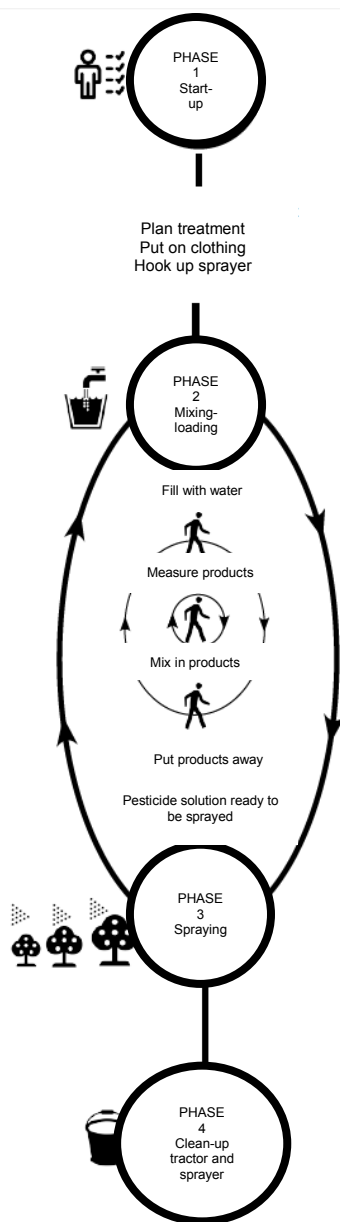 PHASE
1
Start-
up
Plan treatment
Put on clothing
Hook up sprayer
PHASE
2
Mixing-
loading
Fill with water
Measure products
Mix in products
Put products away
Pesticide solution ready to
be sprayed
PHASE
3
Spraying
PHASE
4
Clean-up
tractor and
sprayer